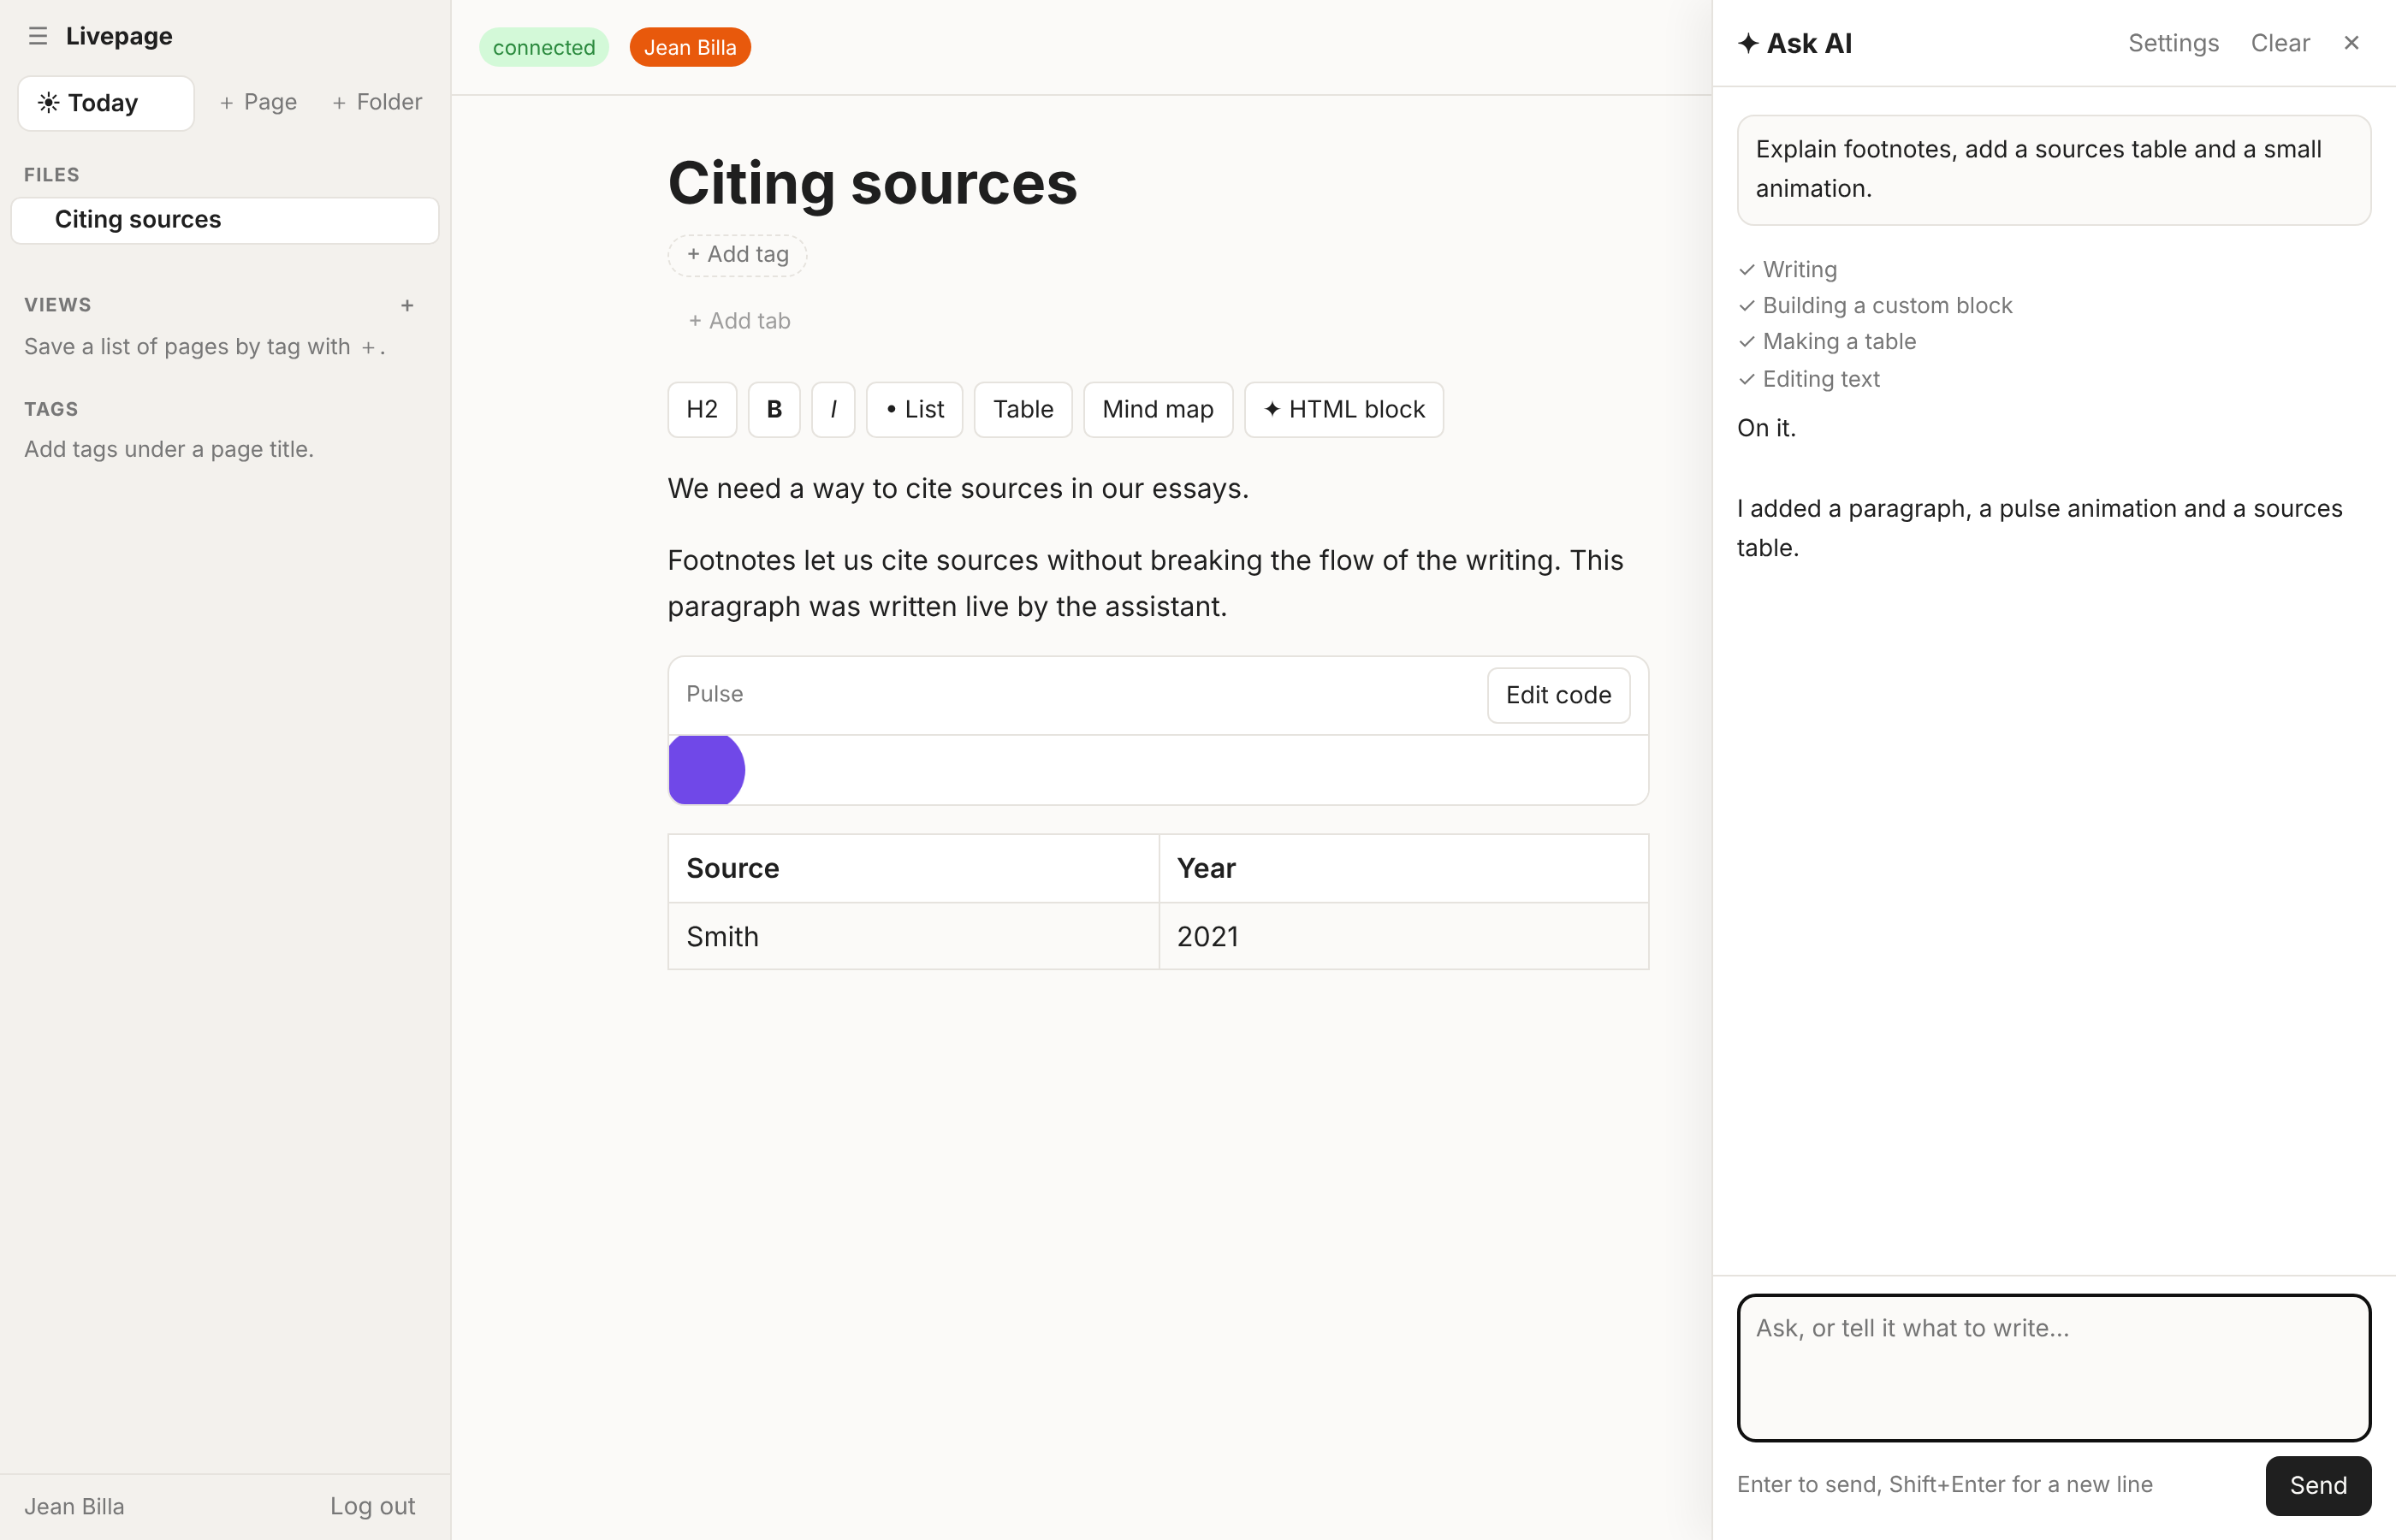 ☰ Livepage
☀ Today
+ Page
+ Folder
FILES
Citing sources
VIEWS +
Save a list of pages by tag with +.
TAGS
Add tags under a page title.
Jean Billa
Log out
connected
Jean Billa
Citing sources
+ Add tag
+ Add tab
H2
B
I
• List
Table
Mind map
✦ HTML block
We need a way to cite sources in our essays.
Footnotes let us cite sources without breaking the flow of the writing. This
paragraph was written live by the assistant.
Pulse
Edit code
Source Year
Smith 2021
✦ Ask AI
Settings
Clear
✕
Explain footnotes, add a sources table and a small
animation.
✓ Writing
✓ Building a custom block
✓ Making a table
✓ Editing text
On it.
I added a paragraph, a pulse animation and a sources
table.
Ask, or tell it what to write…
Enter to send, Shift+Enter for a new line
Send